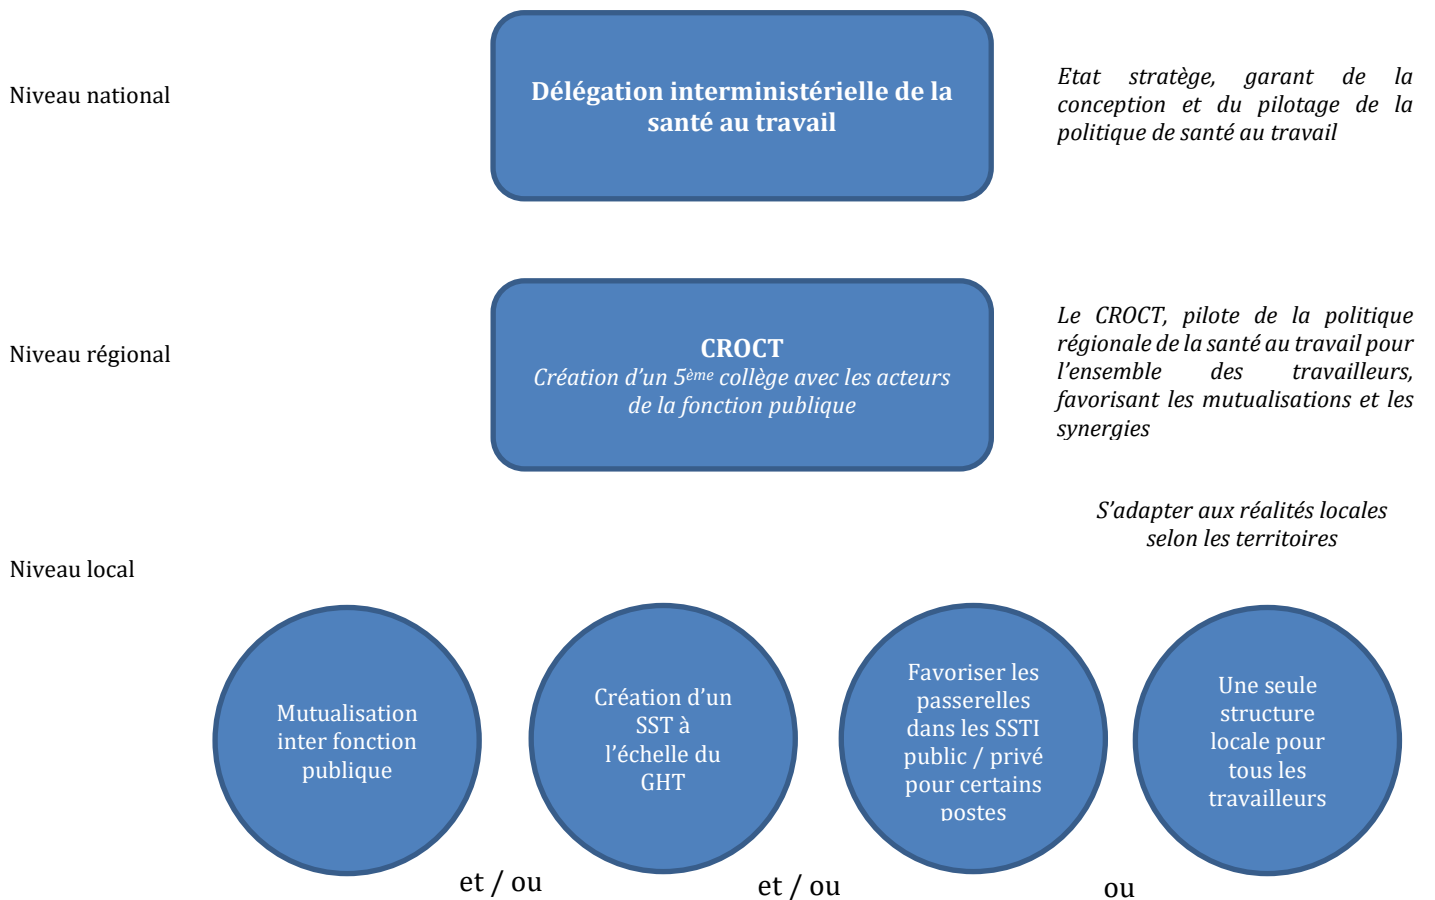 Niveau national
Délégation interministérielle de la
santé au travail
Etat stratège, garant de la
conception et du pilotage de la
politique de santé au travail
Niveau régional
CROCT
Création d’un 5ème collège avec les acteurs
de la fonction publique
Le CROCT, pilote de la politique
régionale de la santé au travail pour
l’ensemble des travailleurs,
favorisant les mutualisations et les
synergies
S’adapter aux réalités locales
selon les territoires
Niveau local
Mutualisation
inter fonction
publique
et / ou
Création d’un
SST à
l’échelle du
GHT
et / ou
Favoriser les
passerelles
dans les SSTI
public / privé
pour certains
postes
ou
Une seule
structure
locale pour
tous les
travailleurs